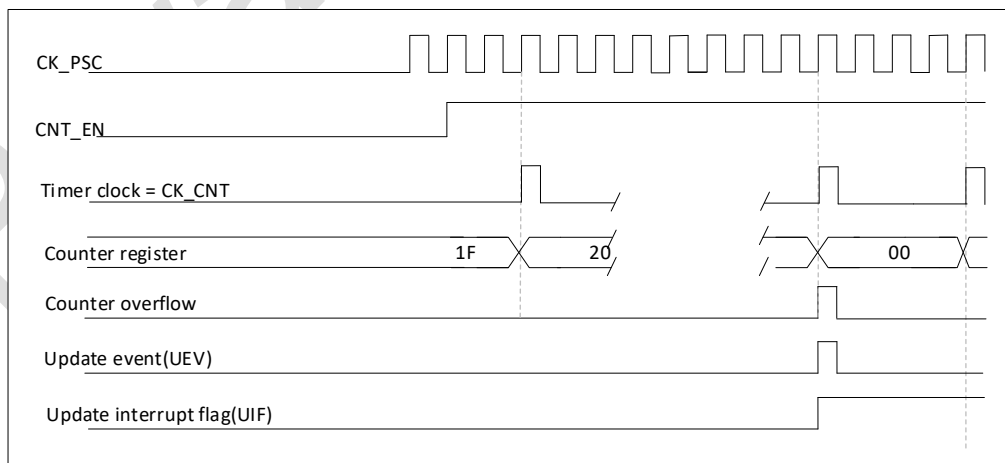 CK_PSC
CNT_EN
Timer clock = CK_CNT
Counter register 1F 20 00
Counter overflow
Update event(UEV)
Update interrupt flag(UIF)